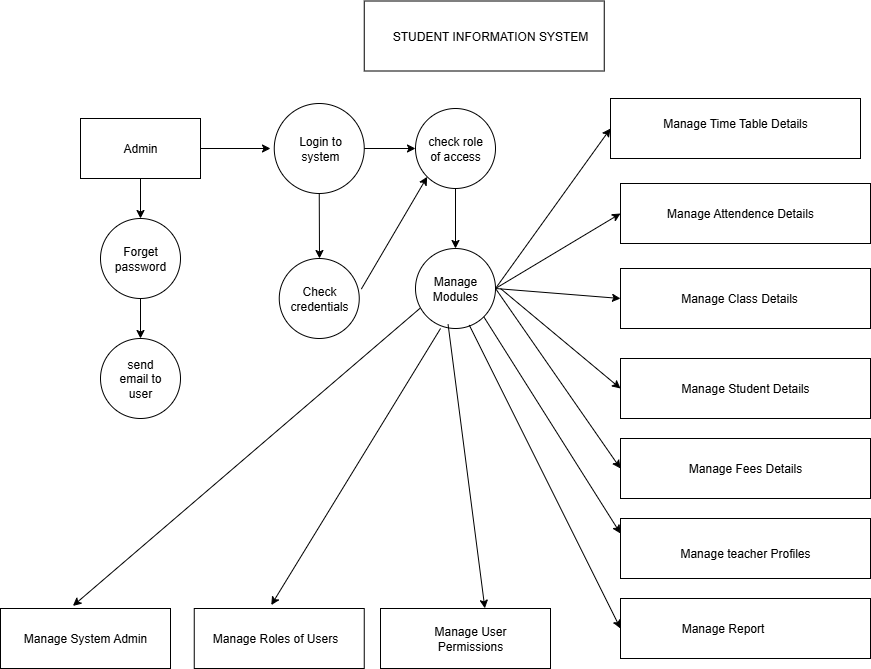 STUDENT INFORMATION SYSTEM
Admin
Login to
system
check role
of access
Manage Time Table Details
Manage Attendence Details
Forget
password
Check
credentials
Manage
Modules
Manage Class Details
send
email to
user
Manage Student Details
Manage Fees Details
Manage teacher Profiles
Manage System Admin
Manage Roles of Users
Manage User
Permissions
Manage Report